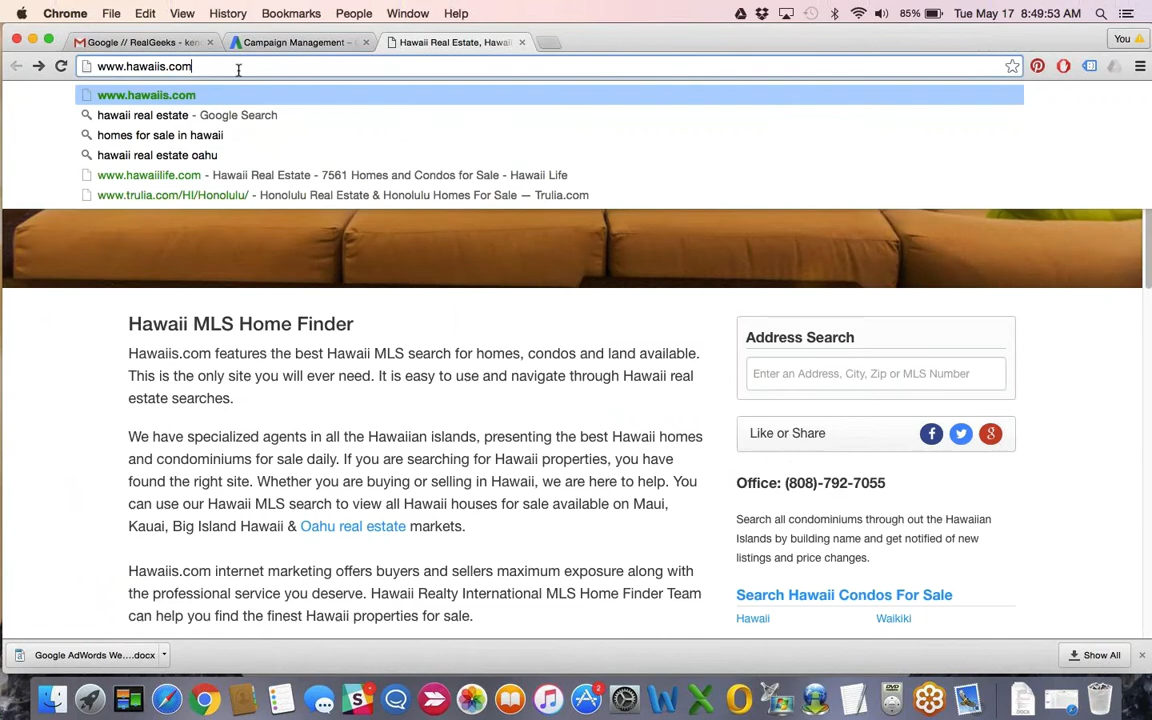 Chrome File Edit View History Bookmarks People Window Help 85% Tue May 17 8:49:53 AM
Google // RealGeeks - ken
Campaign Management –
Hawaii Real Estate, Hawai
You
www.hawaiis.com
www.hawaiis.com
hawaii real estate - Google Search
homes for sale in hawaii
hawaii real estate oahu
www.hawaiilife.com - Hawaii Real Estate - 7561 Homes and Condos for Sale - Hawaii Life
www.trulia.com/HI/Honolulu/ - Honolulu Real Estate & Honolulu Homes For Sale — Trulia.com
Hawaii MLS Home Finder
Hawaiis.com features the best Hawaii MLS search for homes, condos and land available.
This is the only site you will ever need. It is easy to use and navigate through Hawaii real
estate searches.
We have specialized agents in all the Hawaiian islands, presenting the best Hawaii homes
and condominiums for sale daily. If you are searching for Hawaii properties, you have
found the right site. Whether you are buying or selling in Hawaii, we are here to help. You
can use our Hawaii MLS search to view all Hawaii houses for sale available on Maui,
Kauai, Big Island Hawaii & Oahu real estate markets.
Hawaiis.com internet marketing offers buyers and sellers maximum exposure along with
the professional service you deserve. Hawaii Realty International MLS Home Finder Team
can help you find the finest Hawaii properties for sale.
Address Search
Enter an Address, City, Zip or MLS Number
Like or Share
Office: (808)-792-7055
Search all condominiums through out the Hawaiian
Islands by building name and get notified of new
listings and price changes.
Search Hawaii Condos For Sale
Hawaii Waikiki
Google AdWords We....docx
Show All